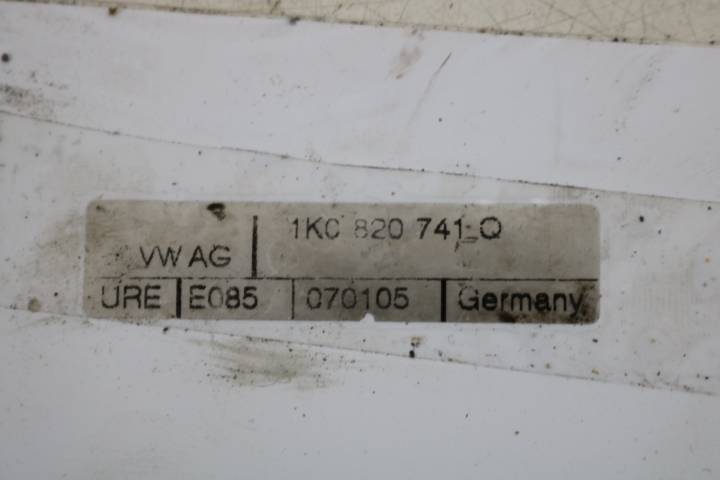 1K0 820 741 Q
VW AG
URE E085 070105 Germany